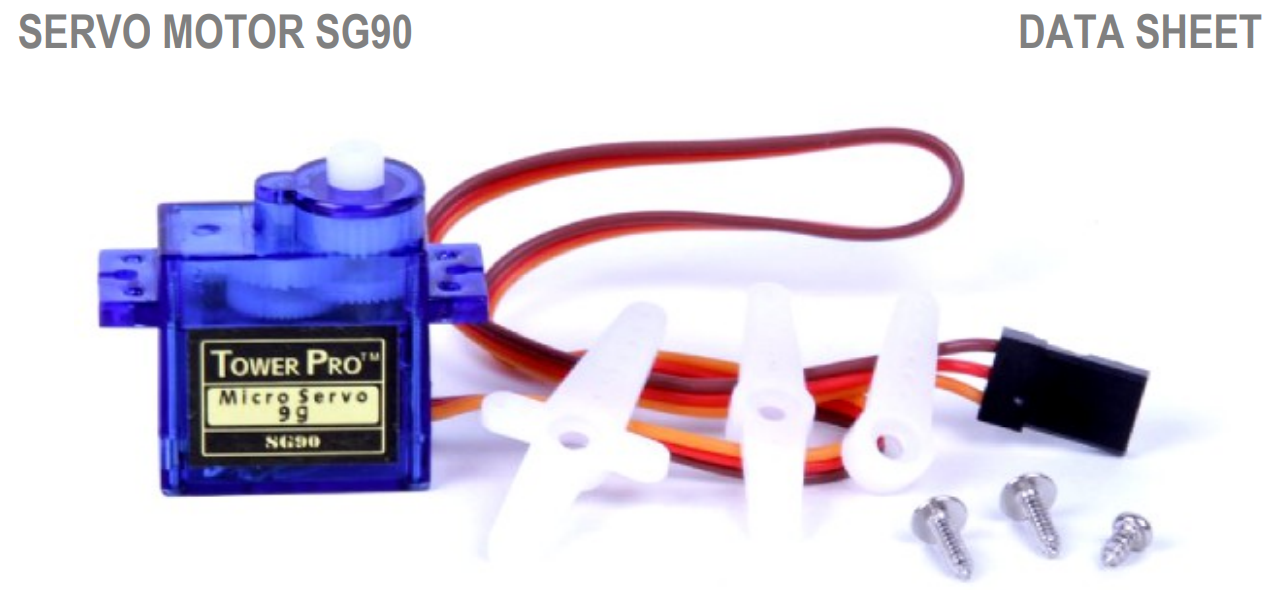 SERVO MOTOR SG90 DATA SHEET
TOWER PRO™
Micro Servo
9g
SG90